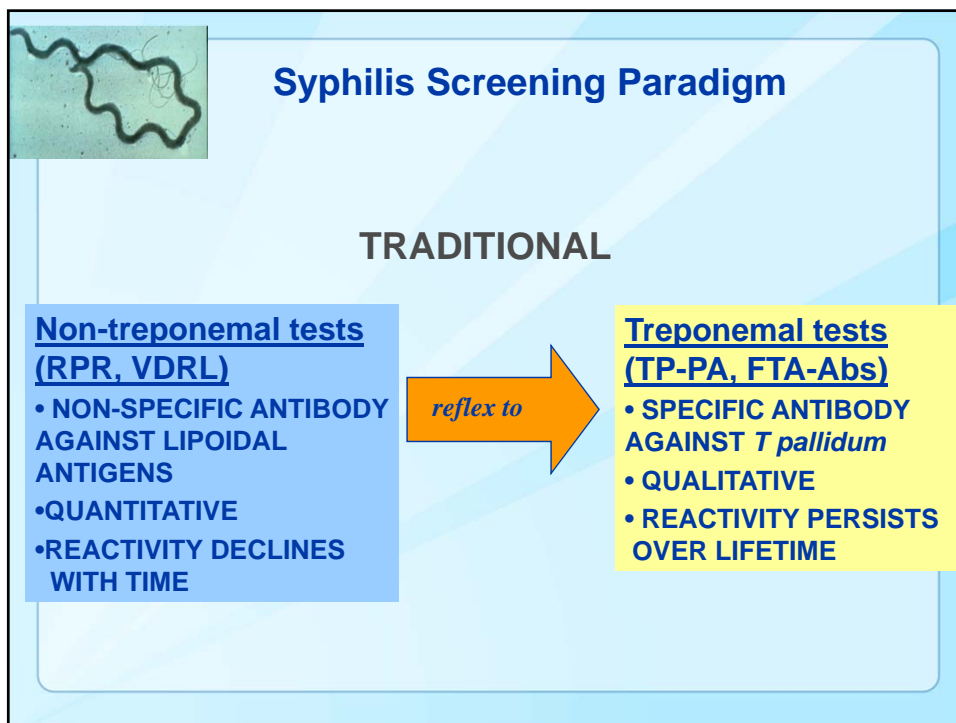 Syphilis Screening Paradigm
TRADITIONAL
Non-treponemal tests
(RPR, VDRL)
• NON-SPECIFIC ANTIBODY
AGAINST LIPOIDAL
ANTIGENS
•QUANTITATIVE
•REACTIVITY DECLINES
WITH TIME
reflex to
Treponemal tests
(TP-PA, FTA-Abs)
• SPECIFIC ANTIBODY
AGAINST T pallidum
• QUALITATIVE
• REACTIVITY PERSISTS
OVER LIFETIME